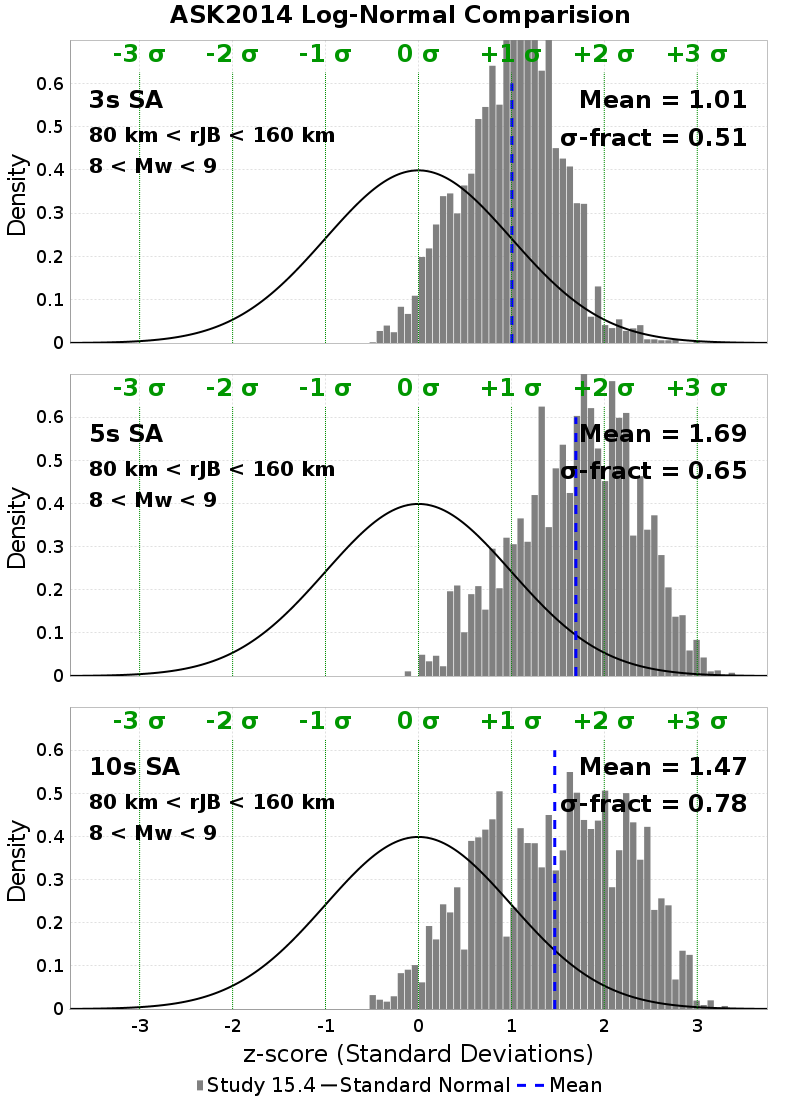 ASK2014 Log-Normal Comparision
-3 σ -2 σ -1 σ 0 σ +1 σ +2 σ +3 σ
3s SA
80 km < rJB < 160 km
8 < Mw < 9
Mean = 1.01
σ-fract = 0.51
Density
0.6
0.5
0.4
0.3
0.2
0.1
0
-3 σ -2 σ -1 σ 0 σ +1 σ +2 σ +3 σ
5s SA
80 km < rJB < 160 km
8 < Mw < 9
Mean = 1.69
σ-fract = 0.65
Density
0.6
0.5
0.4
0.3
0.2
0.1
0
-3 σ -2 σ -1 σ 0 σ +1 σ +2 σ +3 σ
10s SA
80 km < rJB < 160 km
8 < Mw < 9
Mean = 1.47
σ-fract = 0.78
Density
0.6
0.5
0.4
0.3
0.2
0.1
0
-3 -2 -1 0 1 2 3
z-score (Standard Deviations)
Study 15.4 Standard Normal Mean